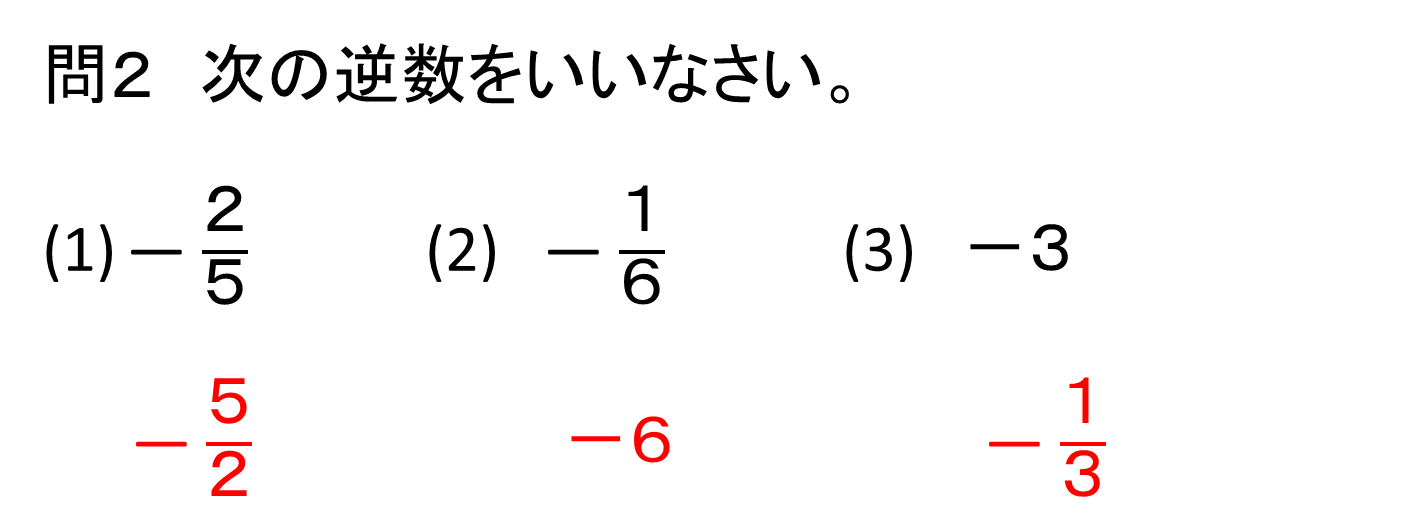 問２　次の逆数をいいなさい。
(1)－2/5　(2)　－1/6　(3)　－3
－5/2　－6　－1/3